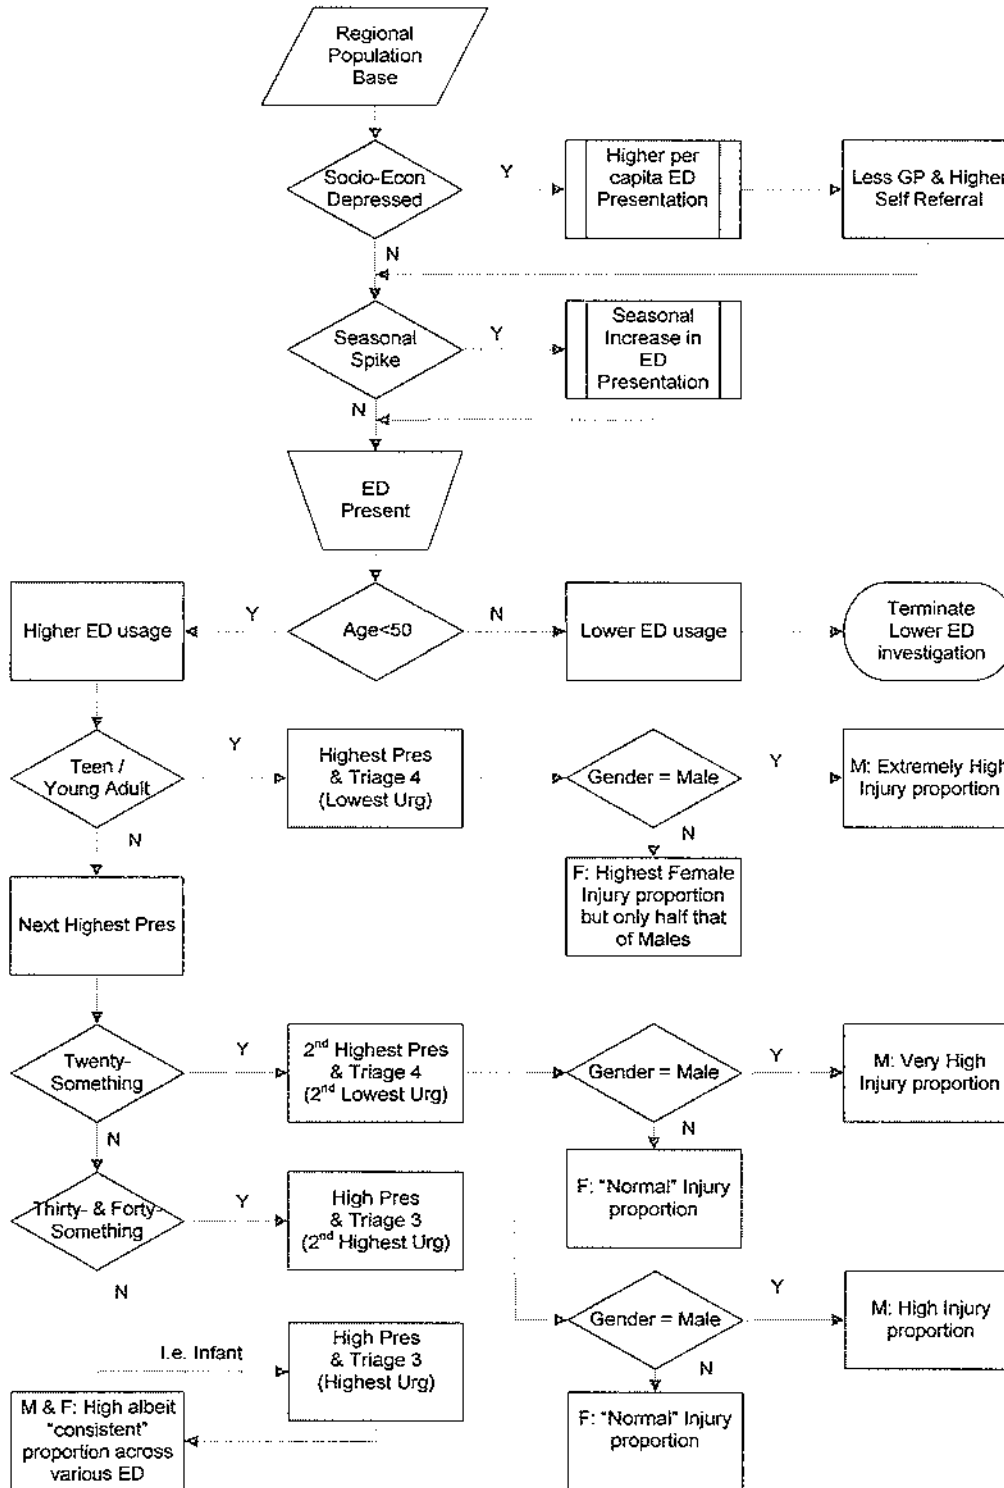 Regional
Population
Base
Socio-Econ
Depressed
Y
Higher per
capita ED
Presentation
Less GP & Higher
Self Referral
N
Seasonal
Spike
Y
Seasonal
Increase in
ED
Presentation
N
ED
Present
Higher ED usage
Y
Age<50
N
Lower ED usage
Terminate
Lower ED
investigation
Teen /
Young Adult
Y
Highest Pres
& Triage 4
(Lowest Urg)
Gender = Male
Y
M: Extremely High
Injury proportion
N
N
F: Highest Female
Injury proportion
but only half that
of Males
Next Highest Pres
Twenty-
Something
Y
2nd Highest Pres
& Triage 4
(2nd Lowest Urg)
Gender = Male
Y
M: Very High
Injury proportion
N
N
F: "Normal" Injury
proportion
Thirty- & Forty-
Something
Y
High Pres
& Triage 3
(2nd Highest Urg)
N
Gender = Male
Y
M: High Injury
proportion
N
F: "Normal" Injury
proportion
I.e. Infant
High Pres
& Triage 3
(Highest Urg)
M & F: High albeit
"consistent"
proportion across
various ED